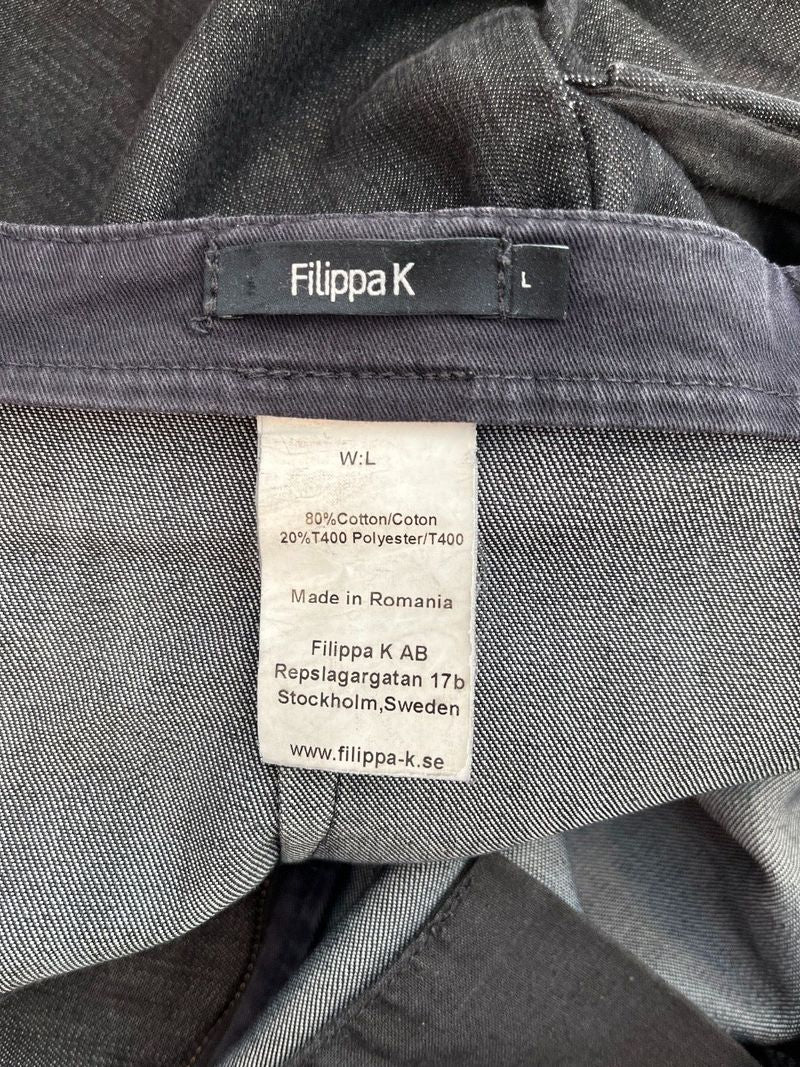 Filippa K
L
W:L
80%Cotton/Coton
20%T400 Polyester/T400
Made in Romania
Filippa K AB
Repslagargatan 17b
Stockholm,Sweden
www.filippa-k.se